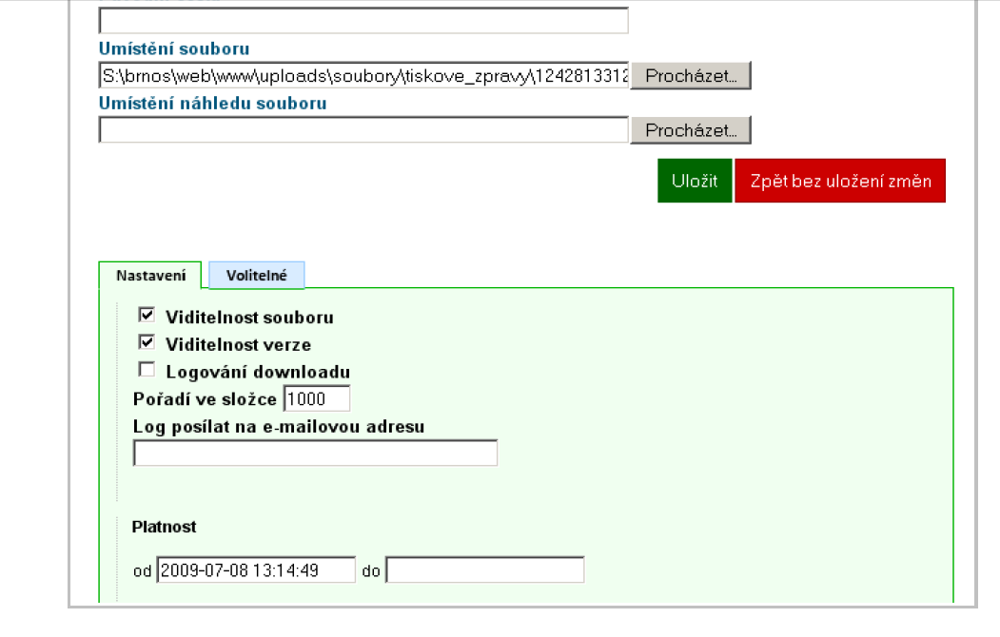 Umístění souboru
S:\brnos\web\www\uploads\soubory\tiskove_zpravy\1242813312 Procházet...
Umístění náhledu souboru
Procházet...
Uložit Zpět bez uložení změn
Nastavení Volitelné
Viditelnost souboru
Viditelnost verze
Logování downloadu
Pořadí ve složce 1000
Log posílat na e-mailovou adresu
Platnost
od 2009-07-08 13:14:49 do